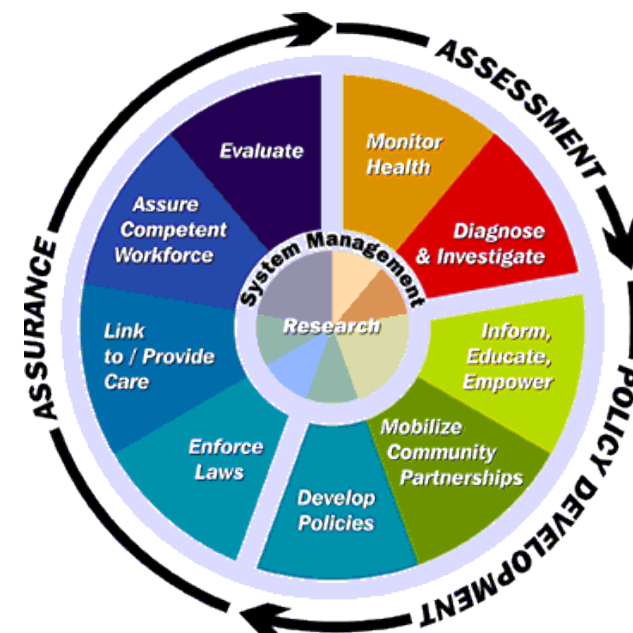 ASSESSMENT
Monitor
Health
Diagnose
& Investigate
POLICY DEVELOPMENT
Inform,
Educate,
Empower
Mobilize
Community
Partnerships
Develop
Policies
ASSURANCE
Enforce
Laws
Link
to / Provide
Care
Assure
Competent
Workforce
Evaluate
System Management
Research